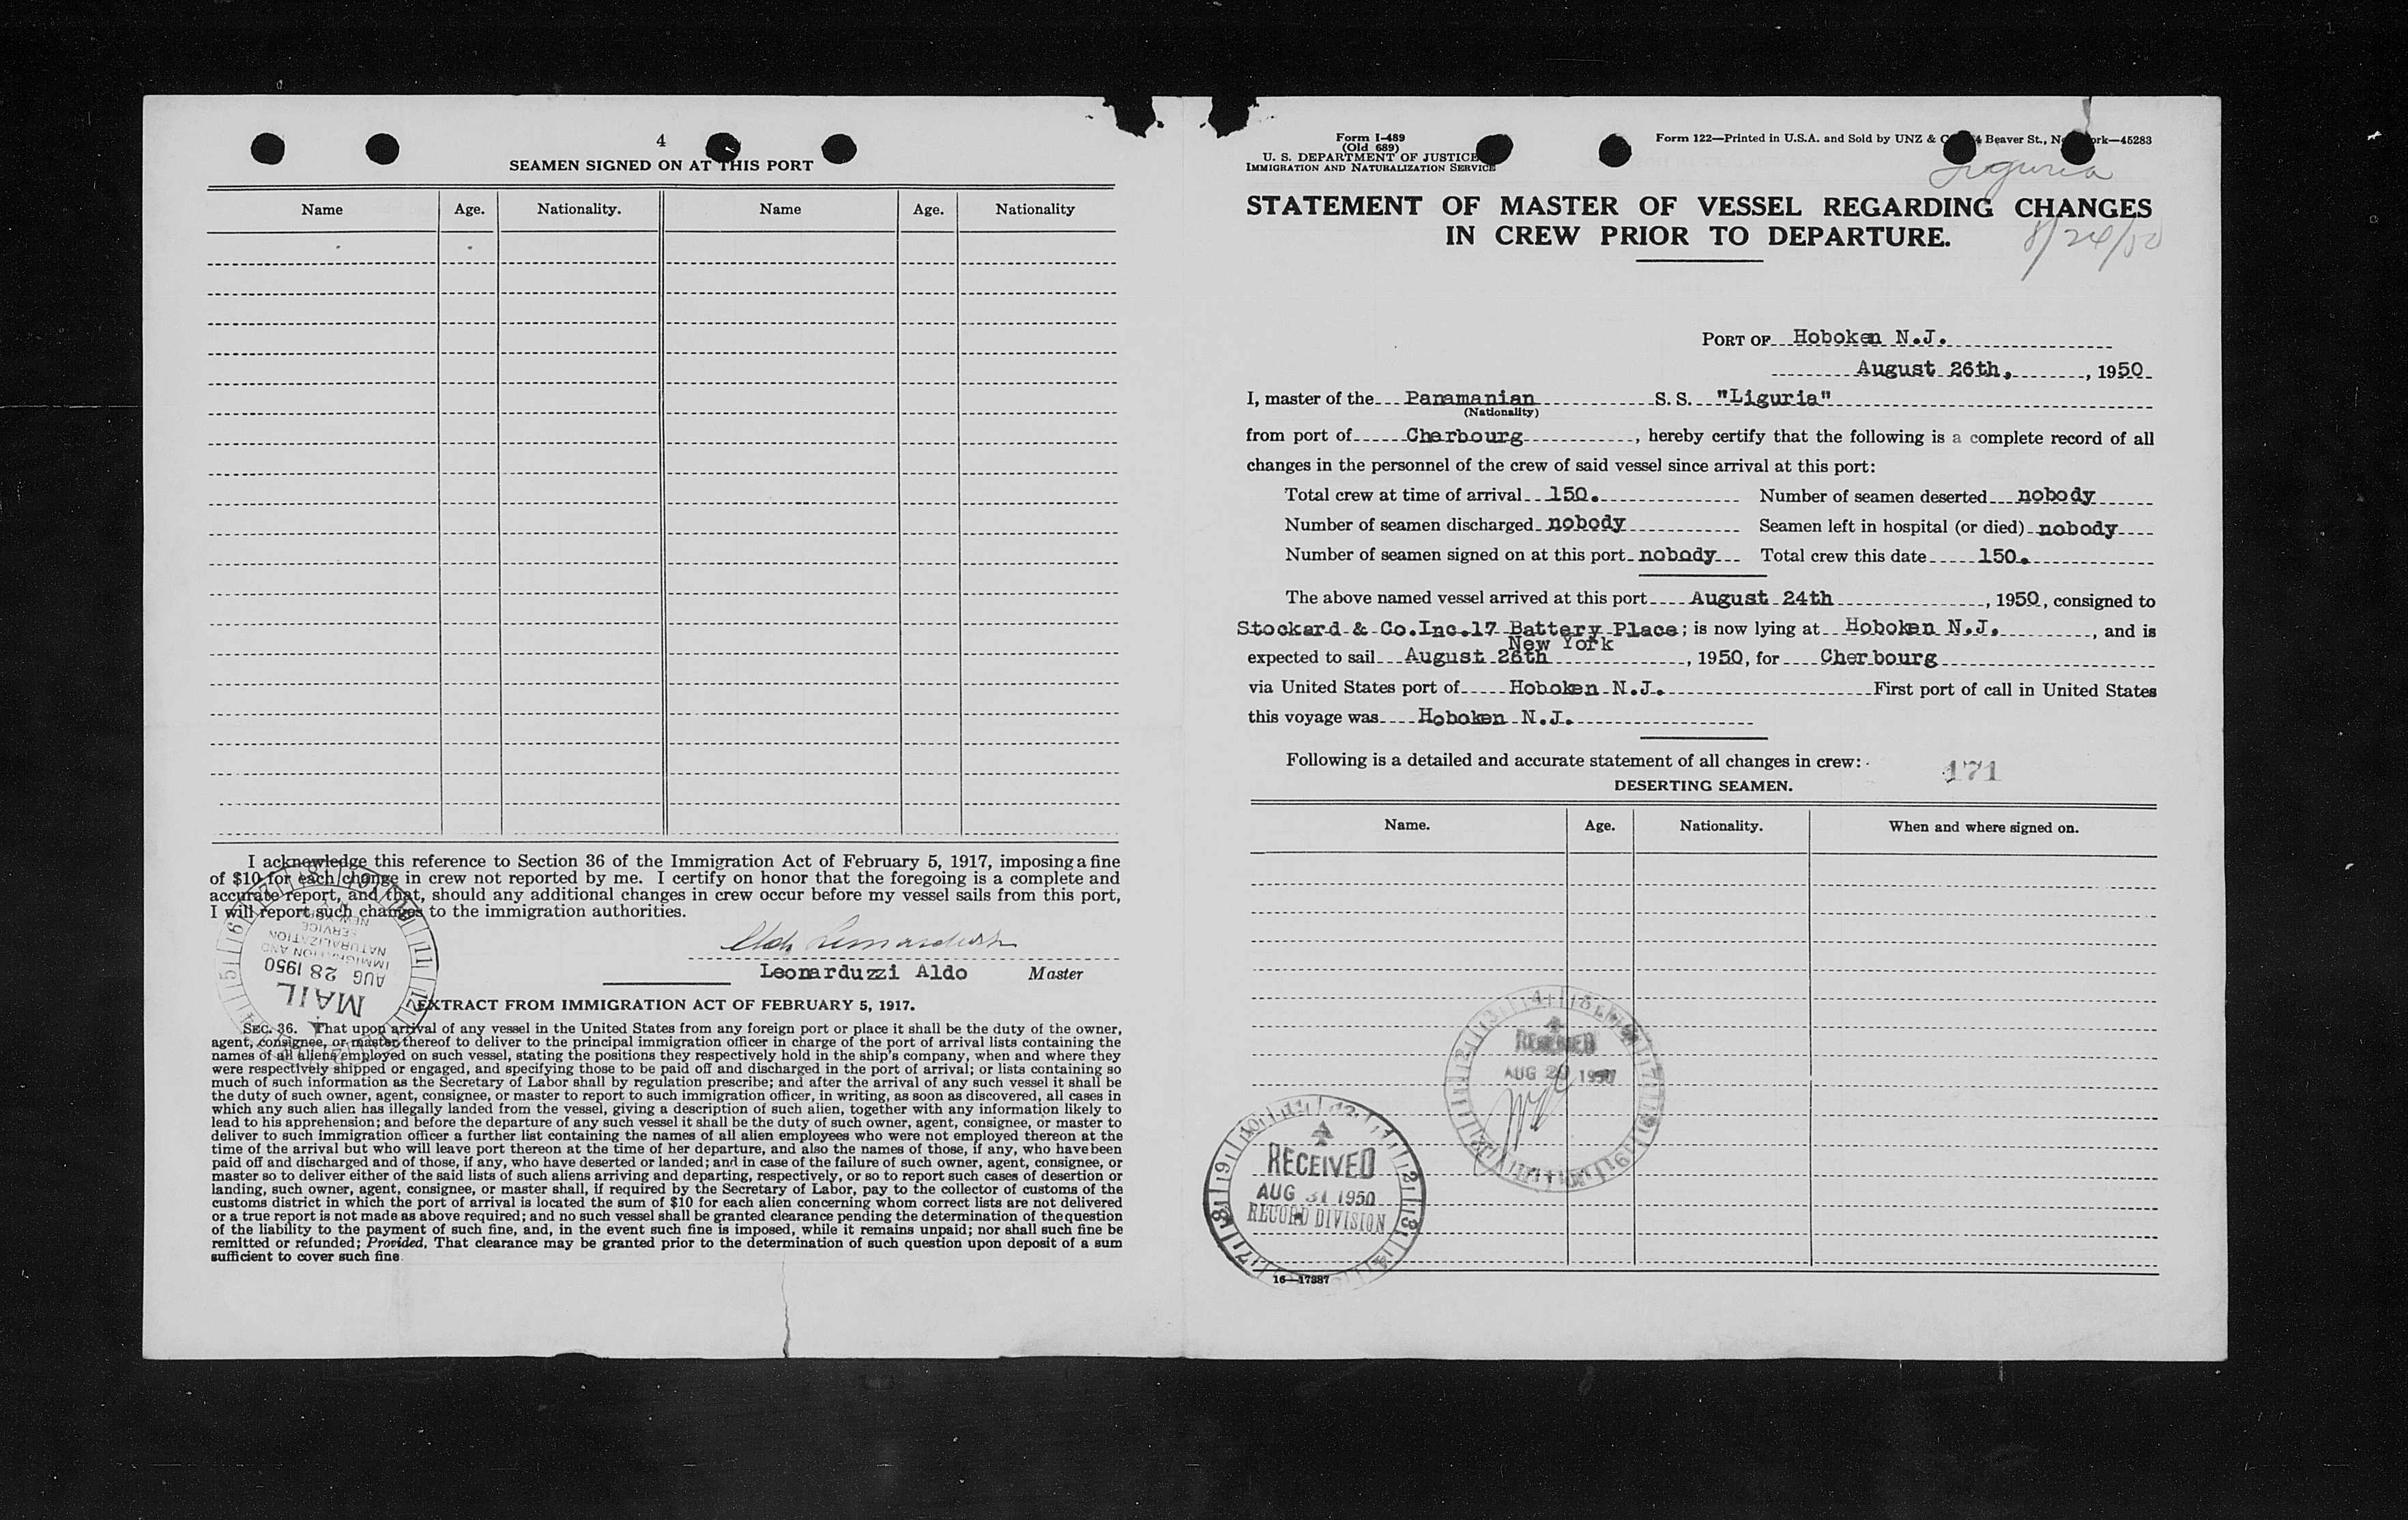 4
SEAMEN SIGNED ON AT THIS PORT
Name Age. Nationality. Name Age. Nationality
I acknowledge this reference to Section 36 of the Immigration Act of February 5, 1917, imposing a fine
of $10 for each change in crew not reported by me. I certify on honor that the foregoing is a complete and
accurate report, and that, should any additional changes in crew occur before my vessel sails from this port,
I will report such changes to the immigration authorities.
Leonarduzzi Aldo Master
NEW YORK
SERVICE
NATURALIZATION
IMMIGRATION AND
AUG 28 1950
MAIL
EXTRACT FROM IMMIGRATION ACT OF FEBRUARY 5, 1917.
SEC. 36. That upon arrival of any vessel in the United States from any foreign port or place it shall be the duty of the owner,
agent, consignee, or master thereof to deliver to the principal immigration officer in charge of the port of arrival lists containing the
names of all aliens employed on such vessel, stating the positions they respectively hold in the ship's company, when and where they
were respectively shipped or engaged, and specifying those to be paid off and discharged in the port of arrival; or lists containing so
much of such information as the Secretary of Labor shall by regulation prescribe; and after the arrival of any such vessel it shall be
the duty of such owner, agent, consignee, or master to report to such immigration officer, in writing, as soon as discovered, all cases in
which any such alien has illegally landed from the vessel, giving a description of such alien, together with any information likely to
lead to his apprehension; and before the departure of any such vessel it shall be the duty of such owner, agent, consignee, or master to
deliver to such immigration officer a further list containing the names of all alien employees who were not employed thereon at the
time of the arrival but who will leave port thereon at the time of her departure, and also the names of those, if any, who have been
paid off and discharged and of those, if any, who have deserted or landed; and in case of the failure of such owner, agent, consignee, or
master so to deliver either of the said lists of such aliens arriving and departing, respectively, or so to report such cases of desertion or
landing, such owner, agent, consignee, or master shall, if required by the Secretary of Labor, pay to the collector of customs of the
customs district in which the port of arrival is located the sum of $10 for each alien concerning whom correct lists are not delivered
or a true report is not made as above required; and no such vessel shall be granted clearance pending the determination of the question
of the liability to the payment of such fine, and, in the event such fine is imposed, while it remains unpaid; nor shall such fine be
remitted or refunded; Provided, That clearance may be granted prior to the determination of such question upon deposit of a sum
sufficient to cover such fine.
Form I-489
(Old 689)
U. S. DEPARTMENT OF JUSTICE
IMMIGRATION AND NATURALIZATION SERVICE
Form 122—Printed in U.S.A. and Sold by UNZ & Beaver St., 45283
Liguria
STATEMENT OF MASTER OF VESSEL REGARDING CHANGES
IN CREW PRIOR TO DEPARTURE.
8/24/50
PORT OF Hoboken N.J.
August 26th, , 1950
I, master of the Panamanian S. S. "Liguria"
(Nationality)
from port of Cherbourg , hereby certify that the following is a complete record of all
changes in the personnel of the crew of said vessel since arrival at this port:
Total crew at time of arrival 150. Number of seamen deserted nobody
Number of seamen discharged nobody Seamen left in hospital (or died) nobody
Number of seamen signed on at this port nobody Total crew this date 150.
The above named vessel arrived at this port August 24th , 1950, consigned to
Stockard & Co.Inc.17 Battery Place; is now lying at Hoboken N.J. , and is
New York
expected to sail August 26th , 1950, for Cherbourg
via United States port of Hoboken N.J. First port of call in United States
this voyage was Hoboken N.J.
Following is a detailed and accurate statement of all changes in crew:
171
DESERTING SEAMEN.
Name. Age. Nationality. When and where signed on.
RECEIVED
AUG 1950
RECEIVED
AUG 31 1950
RECORD DIVISION
16—17887